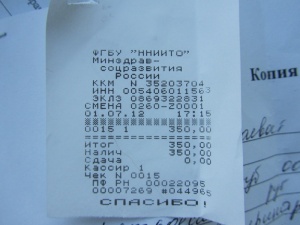 ФГБУ "ННИИТО"
Минздрав-
соцразвития
России
ККМ N 35203704
ИНН 005406011563
ЭКЛЗ 0869322831
СМЕНА 0260-Z0001
01.07.12 17:15
0015 1 350,00
Итог 350,00
Налич 350,00
Сдача 0,00
Кассир 1
Чек N 0015
ПФ РН 00022095
00007269 #044965
СПАСИБО!
Копия